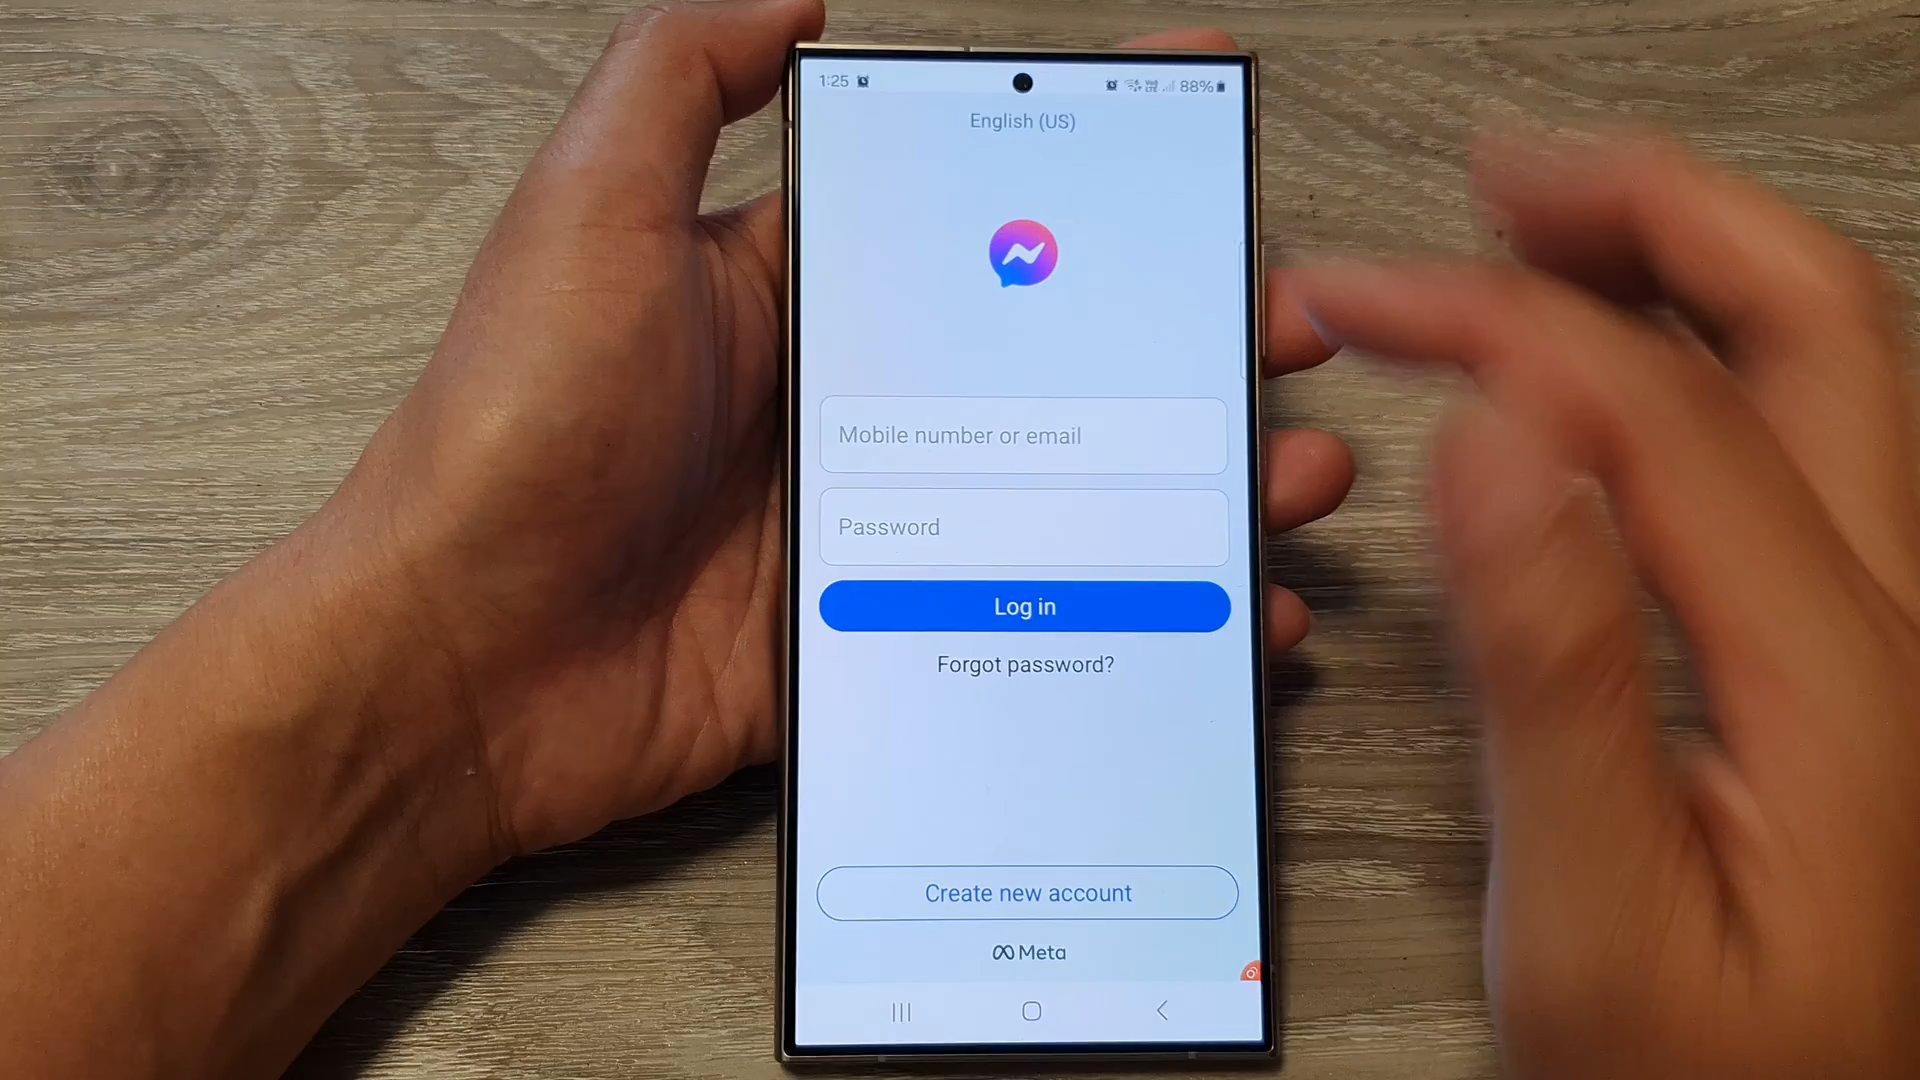 1:25 88%
English (US)
Mobile number or email
Password
Log in
Forgot password?
Create new account
Meta